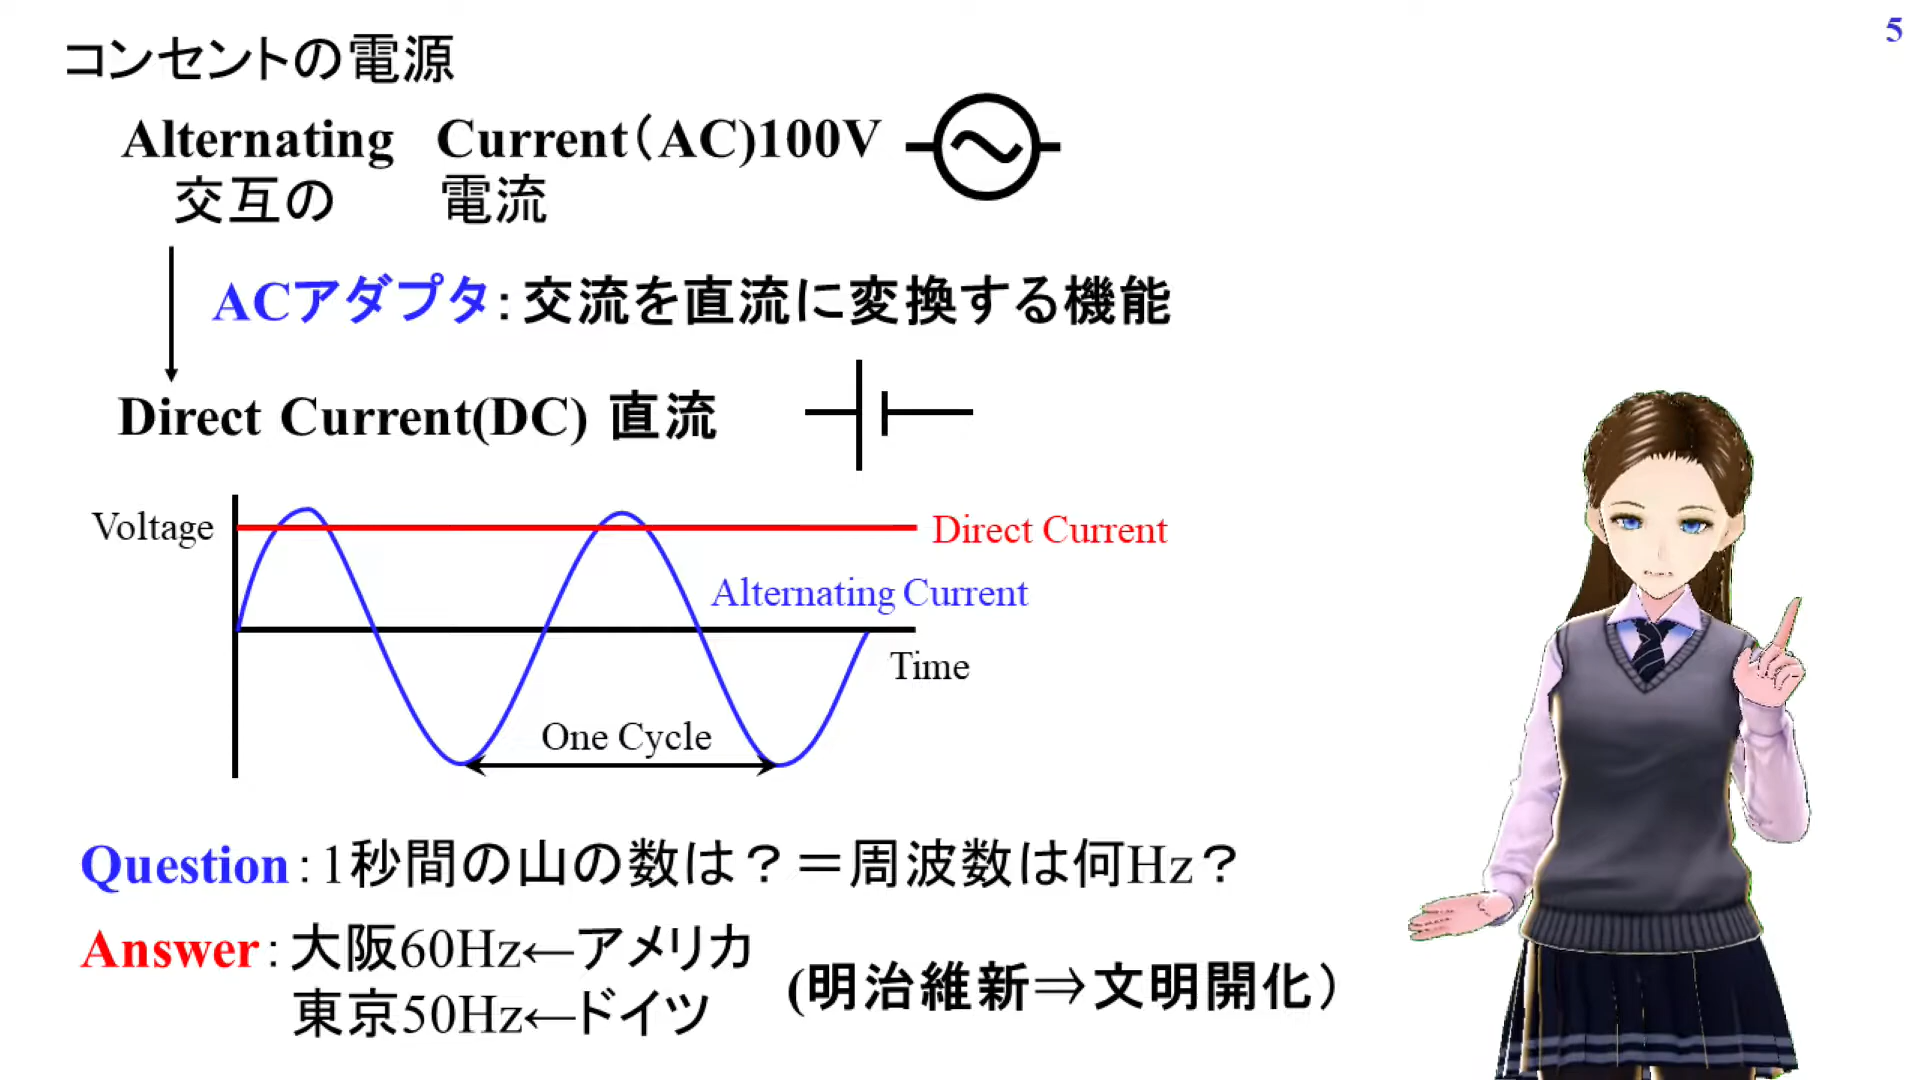 5
コンセントの電源
Alternating Current（AC)100V
交互の 電流
ACアダプタ：交流を直流に変換する機能
Direct Current(DC) 直流
Voltage
Direct Current
Alternating Current
Time
One Cycle
Question：1秒間の山の数は？＝周波数は何Hz？
Answer：大阪60Hz←アメリカ
東京50Hz←ドイツ
(明治維新⇒文明開化）